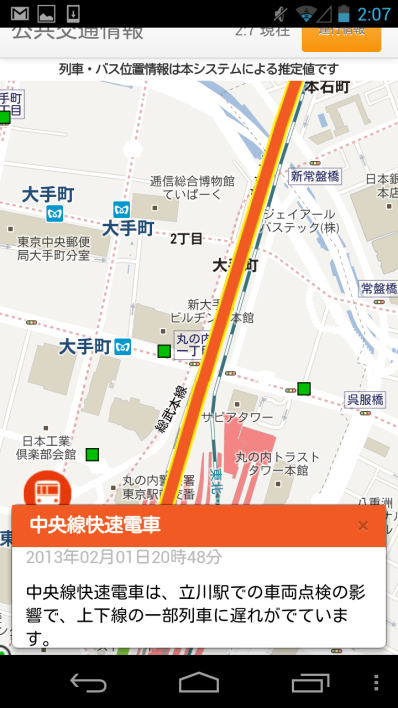 2:07
公共交通情報
2:7 現在
運行情報
列車・バス位置情報は本システムによる推定値です
本石町
大手町
丁目
新常盤橋
大手町
逓信総合博物館
ていぱーく
日本銀
本店
大手町
ジェイアール
バステック(株)
2丁目
東京中央郵便
局大手町分室
大手町
常盤橋
新大手
ビルヂング
本館
大手町
丸の内
一丁目
呉服橋
総武本線
サピアタワー
日本工業
倶楽部会館
丸の内トラスト
タワー本館
東北
丸の内警察署
東京駅
交番
八重洲
中央線快速電車
×
2013年02月01日20時48分
中央線快速電車は、立川駅での車両点検の影
響で、上下線の一部列車に遅れがでていま
す。